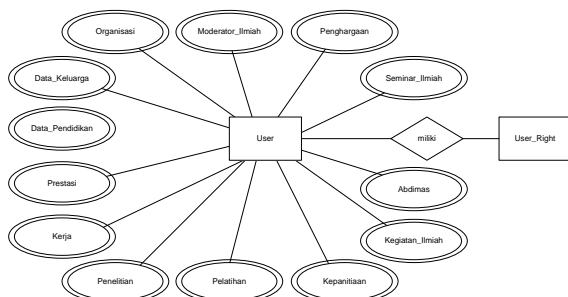 Organisasi
Moderator_Ilmiah
Penghargaan
Data_Keluarga
Seminar_Ilmiah
Data_Pendidikan
User
miliki
User_Right
Prestasi
Abdimas
Kerja
Kegiatan_Ilmiah
Penelitian
Pelatihan
Kepanitiaan